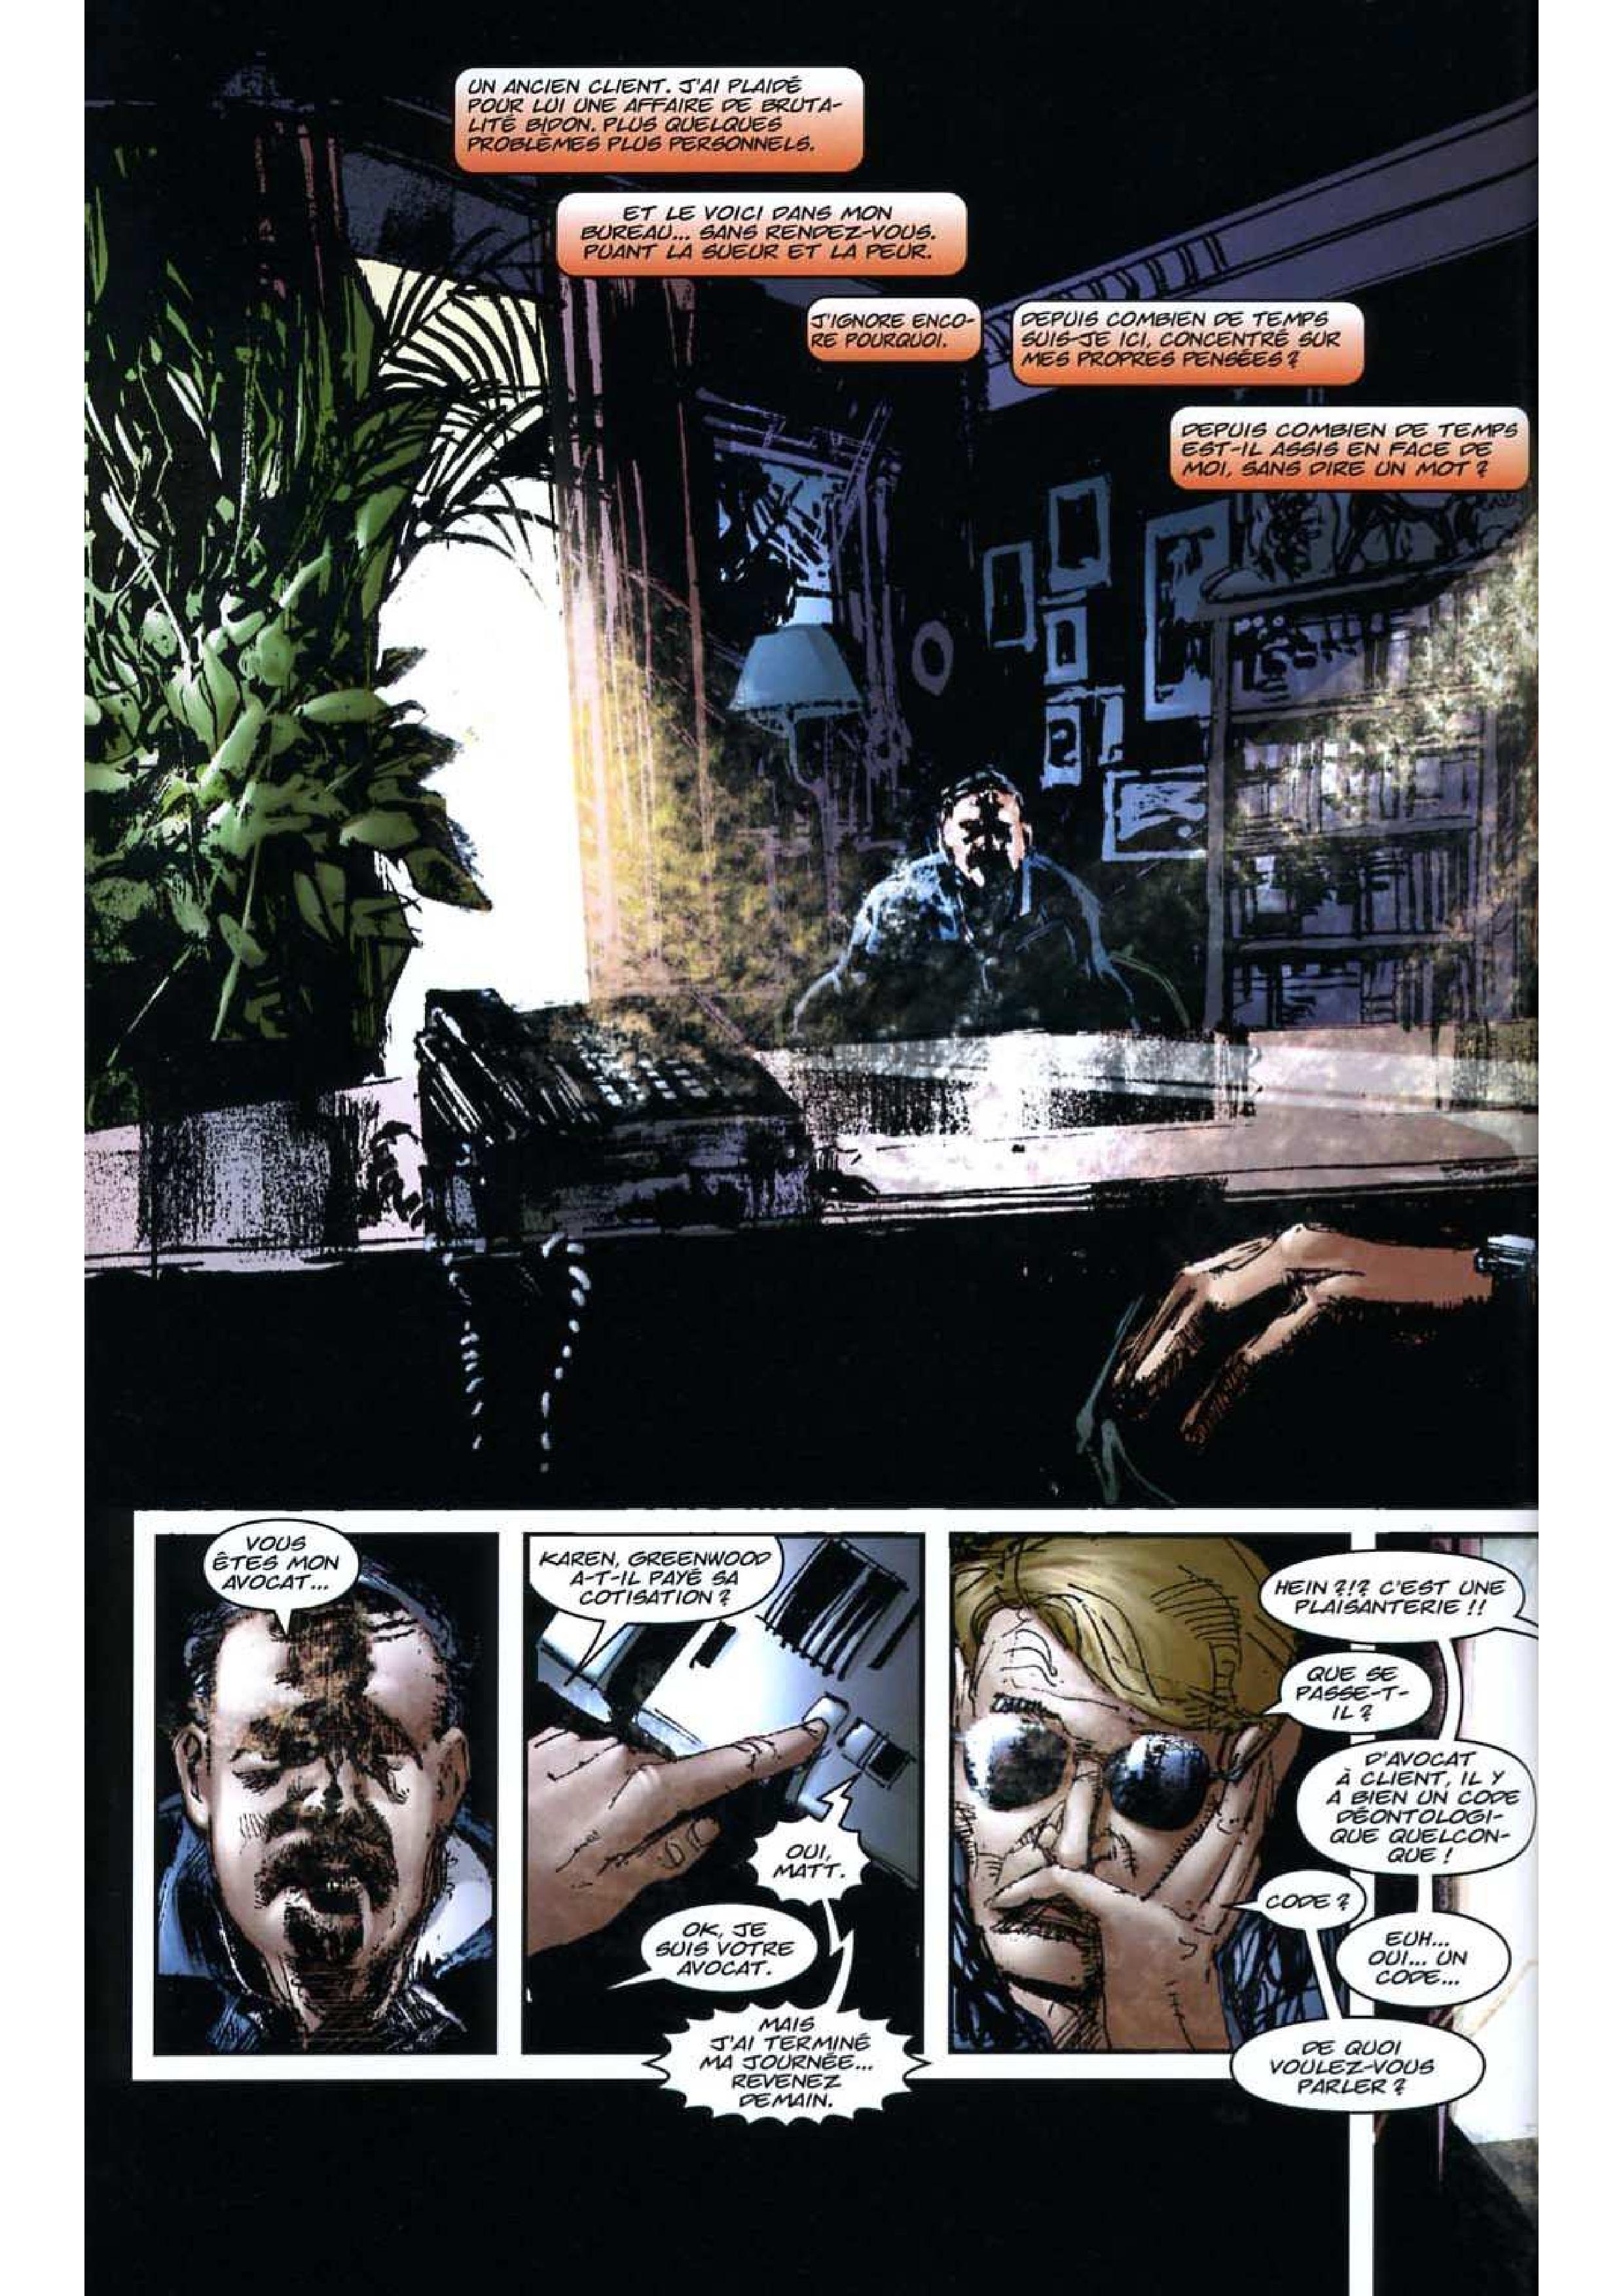 UN ANCIEN CLIENT. J'AI PLAIDÉ
POUR LUI UNE AFFAIRE DE BRUTA-
LITÉ BIDON. PLUS QUELQUES
PROBLÈMES PLUS PERSONNELS.
ET LE VOICI DANS MON
BUREAU... SANS RENDEZ-VOUS.
PUANT LA SUEUR ET LA PEUR.
J'IGNORE ENCO-
RE POURQUOI.
DEPUIS COMBIEN DE TEMPS
SUIS-JE ICI, CONCENTRÉ SUR
MES PROPRES PENSÉES ?
DEPUIS COMBIEN DE TEMPS
EST-IL ASSIS EN FACE DE
MOI, SANS DIRE UN MOT ?
VOUS
ÊTES MON
AVOCAT...
KAREN, GREENWOOD
A-T-IL PAYÉ SA
COTISATION ?
OUI,
MATT.
OK, JE
SUIS VOTRE
AVOCAT.
MAIS
J'AI TERMINÉ
MA JOURNÉE...
REVENEZ
DEMAIN.
HEIN ?!? C'EST UNE
PLAISANTERIE !!
QUE SE
PASSE-T-
IL ?
D'AVOCAT
À CLIENT, IL Y
A BIEN UN CODE
DÉONTOLOGI-
QUE QUELCON-
QUE !
CODE ?
EUH...
OUI... UN
CODE...
DE QUOI
VOULEZ-VOUS
PARLER ?